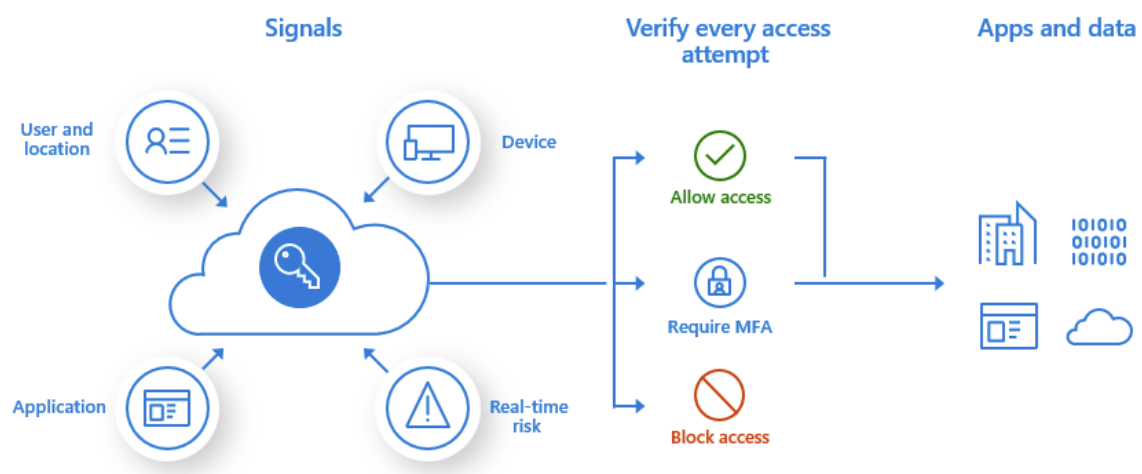 Signals
Verify every access
attempt
Apps and data
User and
location
Device
Allow access
010101
010101
101010
Require MFA
Application
Real-time
risk
Block access